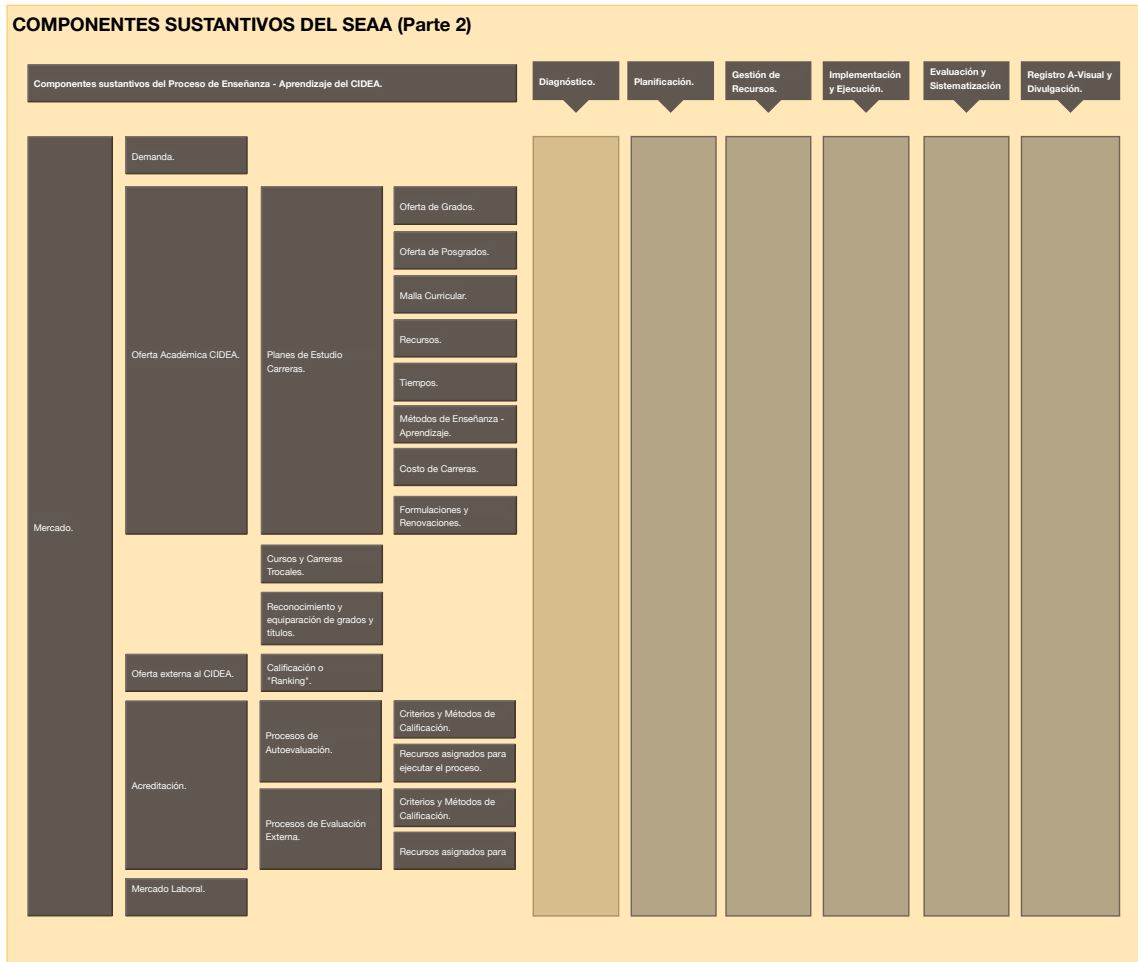 COMPONENTES SUSTANTIVOS DEL SEAA (Parte 2)
Componentes sustantivos del Proceso de Enseñanza - Aprendizaje del CIDEA.
Diagnóstico.
Planificación.
Gestión de
Recursos.
Implementación
y Ejecución.
Evaluación y
Sistematización
Registro A-Visual y
Divulgación.
Mercado.
Demanda.
Oferta Académica CIDEA.
Planes de Estudio
Carreras.
Oferta de Grados.
Oferta de Posgrados.
Malla Curricular.
Recursos.
Tiempos.
Métodos de Enseñanza -
Aprendizaje.
Costo de Carreras.
Formulaciones y
Renovaciones.
Cursos y Carreras
Trocales.
Reconocimiento y
equiparación de grados y
títulos.
Oferta externa al CIDEA.
Calificación o
"Ranking".
Acreditación.
Procesos de
Autoevaluación.
Criterios y Métodos de
Calificación.
Recursos asignados para
ejecutar el proceso.
Procesos de Evaluación
Externa.
Criterios y Métodos de
Calificación.
Recursos asignados para
Mercado Laboral.